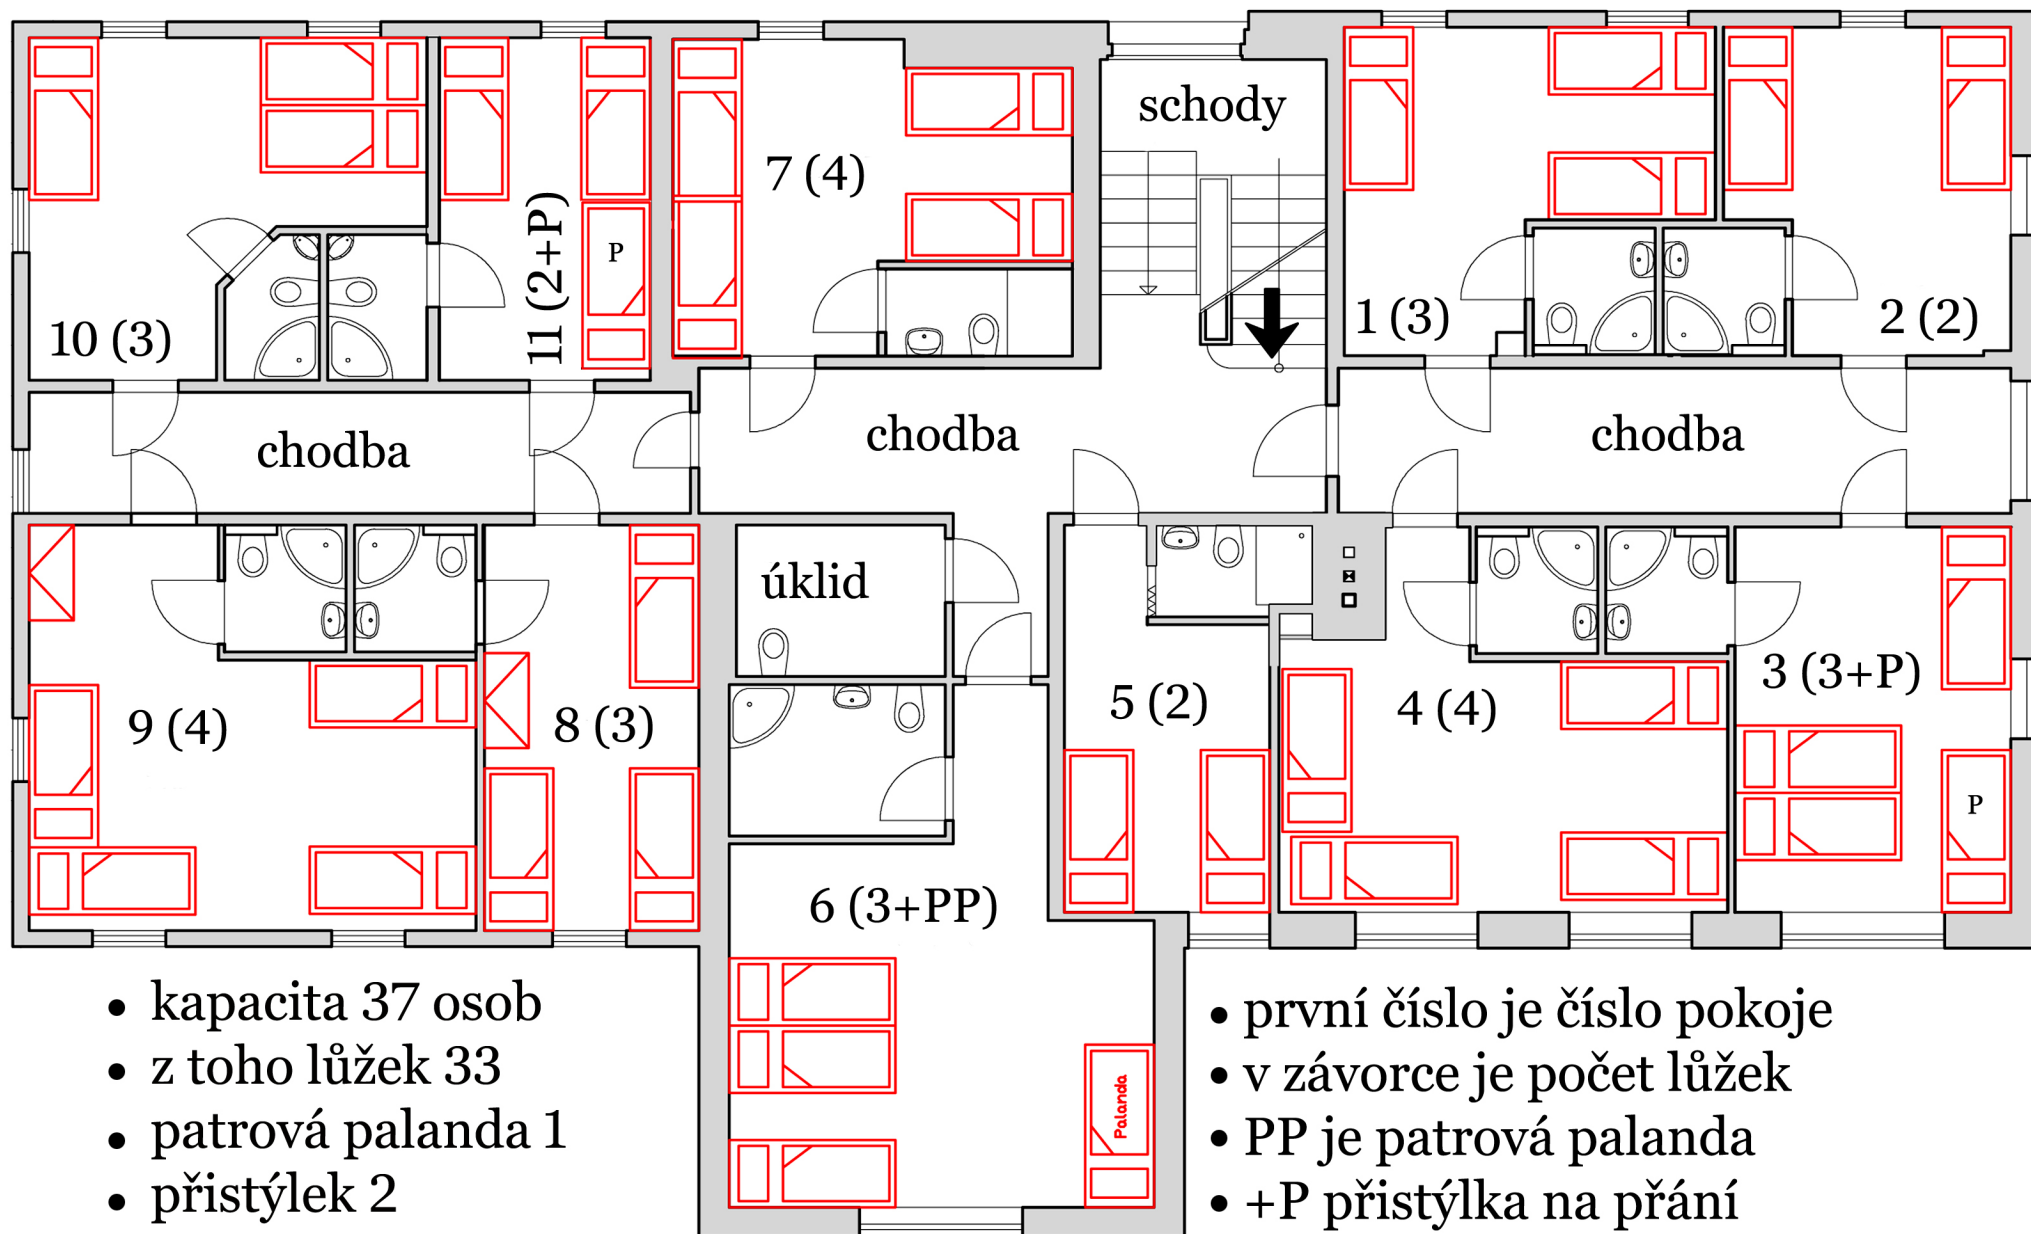 schody
7 (4)
1 (3)
2 (2)
10 (3)
11 (2+P)
P
chodba
chodba
chodba
úklid
9 (4)
8 (3)
5 (2)
4 (4)
3 (3+P)
P
6 (3+PP)
Palanda
• kapacita 37 osob
• z toho lůžek 33
• patrová palanda 1
• přistýlek 2
• první číslo je číslo pokoje
• v závorce je počet lůžek
• PP je patrová palanda
• +P přistýlka na přání